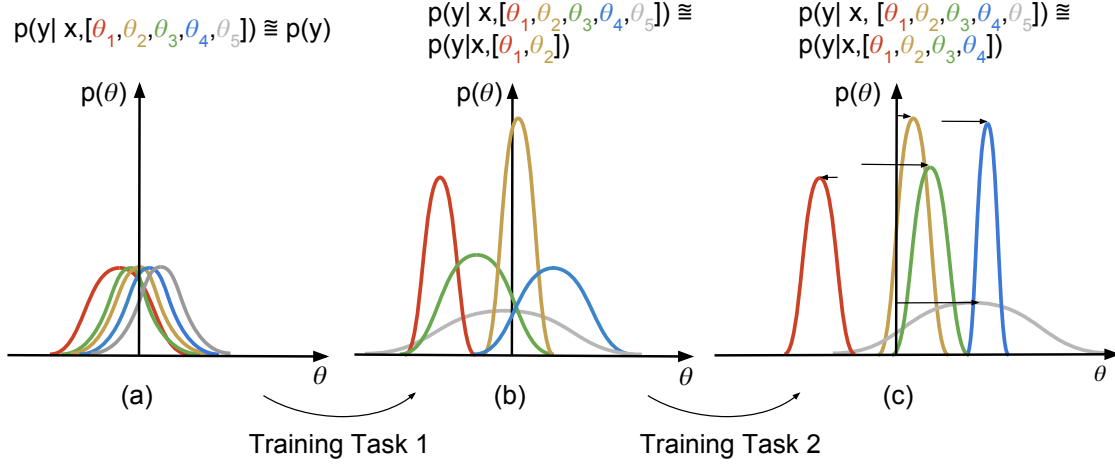 p(y| x,[θ₁,θ₂,θ₃,θ₄,θ₅]) ≊ p(y)
p(y| x,[θ₁,θ₂,θ₃,θ₄,θ₅]) ≊
p(y|x,[θ₁,θ₂])
p(y| x, [θ₁,θ₂,θ₃,θ₄,θ₅]) ≊
p(y|x,[θ₁,θ₂,θ₃,θ₄])
p(θ)
p(θ)
p(θ)
θ
θ
θ
(a)
(b)
(c)
Training Task 1
Training Task 2